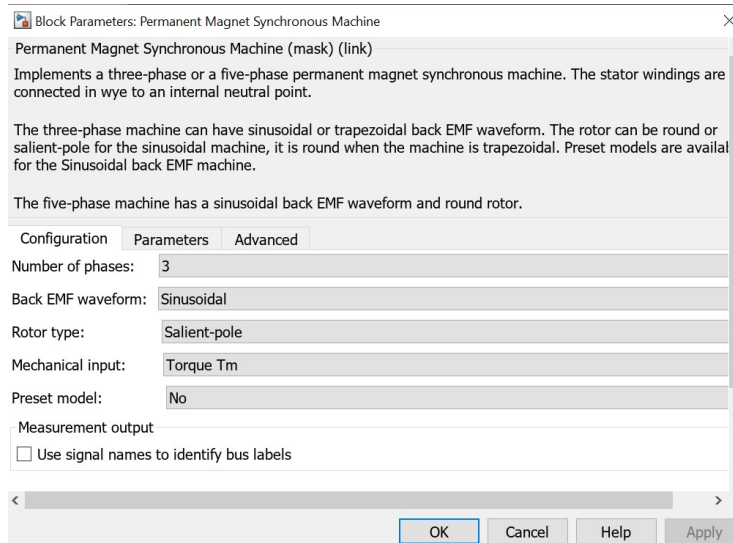 Block Parameters: Permanent Magnet Synchronous Machine
Permanent Magnet Synchronous Machine (mask) (link)
Implements a three-phase or a five-phase permanent magnet synchronous machine. The stator windings are
connected in wye to an internal neutral point.
The three-phase machine can have sinusoidal or trapezoidal back EMF waveform. The rotor can be round or
salient-pole for the sinusoidal machine, it is round when the machine is trapezoidal. Preset models are
for the Sinusoidal back EMF machine.
The five-phase machine has a sinusoidal back EMF waveform and round rotor.
Configuration Parameters Advanced
Number of phases: 3
Back EMF waveform: Sinusoidal
Rotor type: Salient-pole
Mechanical input: Torque Tm
Preset model: No
Measurement output
Use signal names to identify bus labels
OK Cancel Help Apply